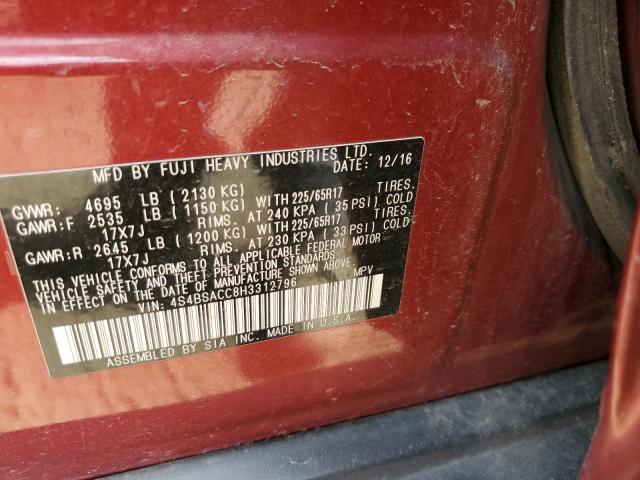 MFD BY FUJI HEAVY INDUSTRIES LTD. DATE: 12/16
GVWR: 4695 LB (2130 KG)
GAWR:F 2535 LB (1150 KG) WITH 225/65R17 TIRES.
17X7J RIMS. AT 240 KPA (35 PSI) COLD
GAWR:R 2645 LB (1200 KG) WITH 225/65R17 TIRES.
17X7J RIMS. AT 230 KPA (33 PSI) COLD
THIS VEHICLE CONFORMS TO ALL APPLICABLE FEDERAL MOTOR
VEHICLE SAFETY AND THEFT PREVENTION STANDARDS
IN EFFECT ON THE DATE OF MANUFACTURE SHOWN ABOVE.
VIN: 4S4BSACC8H3312796 MPV
ASSEMBLED BY SIA INC. MADE IN U.S.A.